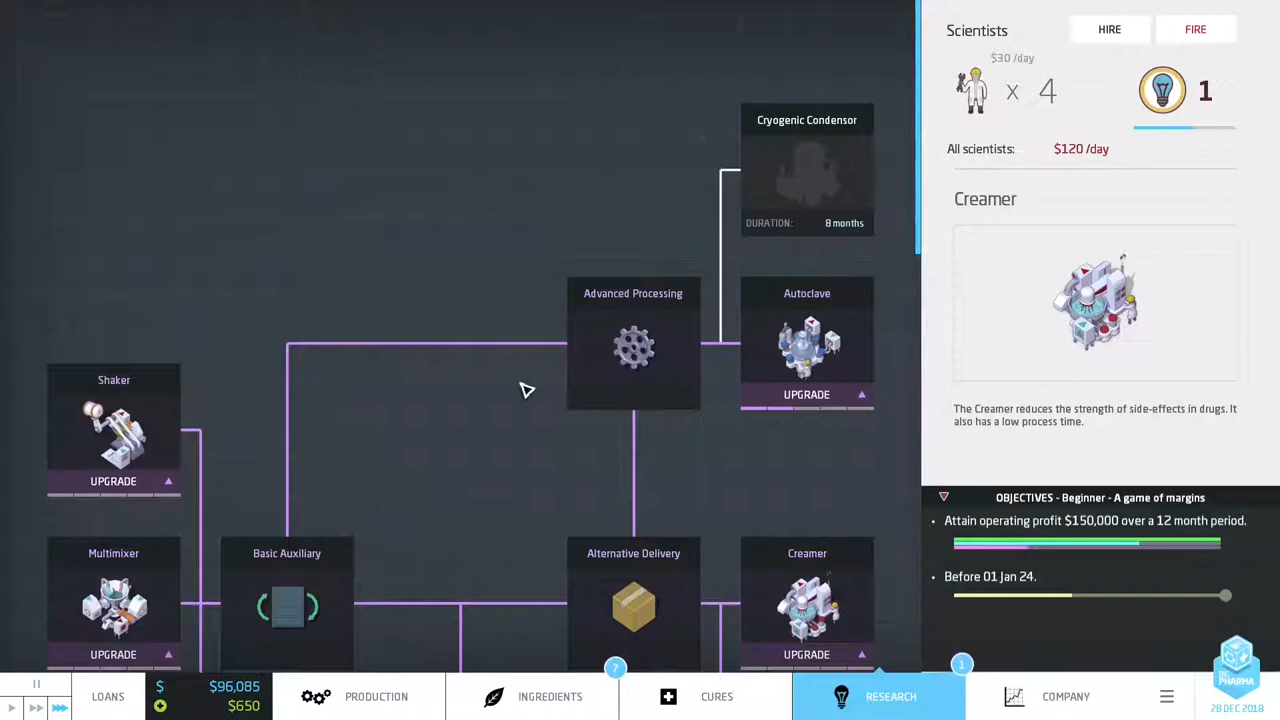 Scientists
HIRE
FIRE
$30 /day
x 4
1
All scientists:
$120 /day
Creamer
The Creamer reduces the strength of side-effects in drugs. It
also has a low process time.
OBJECTIVES - Beginner - A game of margins
Attain operating profit $150,000 over a 12 month period.
Before 01 Jan 24.
Cryogenic Condensor
DURATION: 8 months
Advanced Processing
Autoclave
UPGRADE
Shaker
UPGRADE
Multimixer
UPGRADE
Basic Auxiliary
Alternative Delivery
Creamer
UPGRADE
LOANS
$ $96,085
$650
PRODUCTION
INGREDIENTS
7
CURES
RESEARCH
1
COMPANY
PHARMA
28 DEC 2018